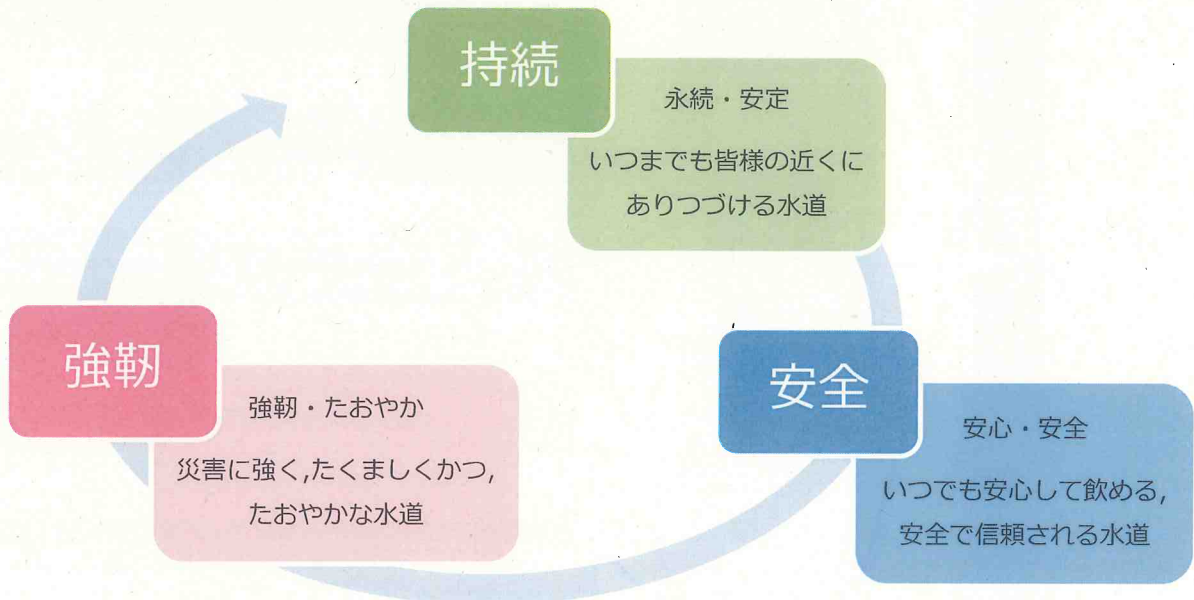 持続
永続・安定
いつまでも皆様の近くに
ありつづける水道
安全
安心・安全
いつでも安心して飲める,
安全で信頼される水道
強靭
強靭・たおやか
災害に強く,たくましくかつ,
たおやかな水道